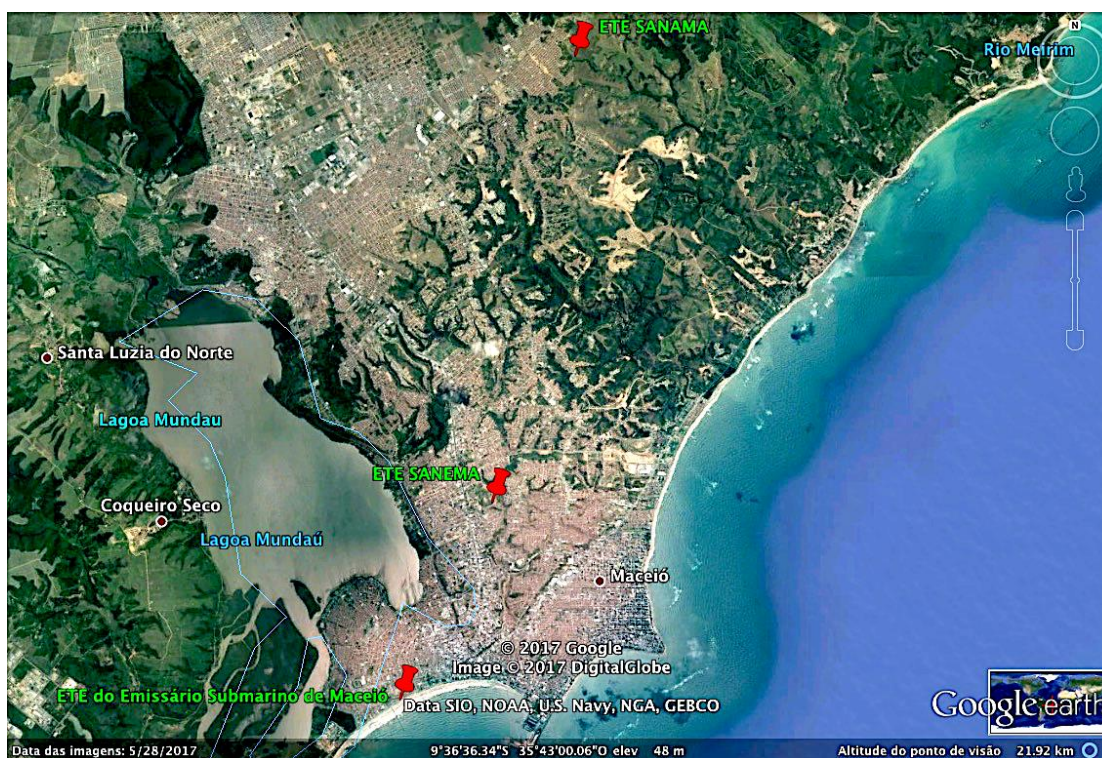 ETE SANAMA
N
Rio Meirim
Santa Luzia do Norte
Lagoa Mundau
ETE SANEMA
Coqueiro Seco
Lagoa Mundaú
Maceió
© 2017 Google
Image © 2017 DigitalGlobe
ETE do Emissário Submarino de Maceió
Data SIO, NOAA, U.S. Navy, NGA, GEBCO
Google earth
Data das imagens: 5/28/2017
9°36'36.34"S 35°43'00.06"O elev 48 m
Altitude do ponto de visão 21.92 km